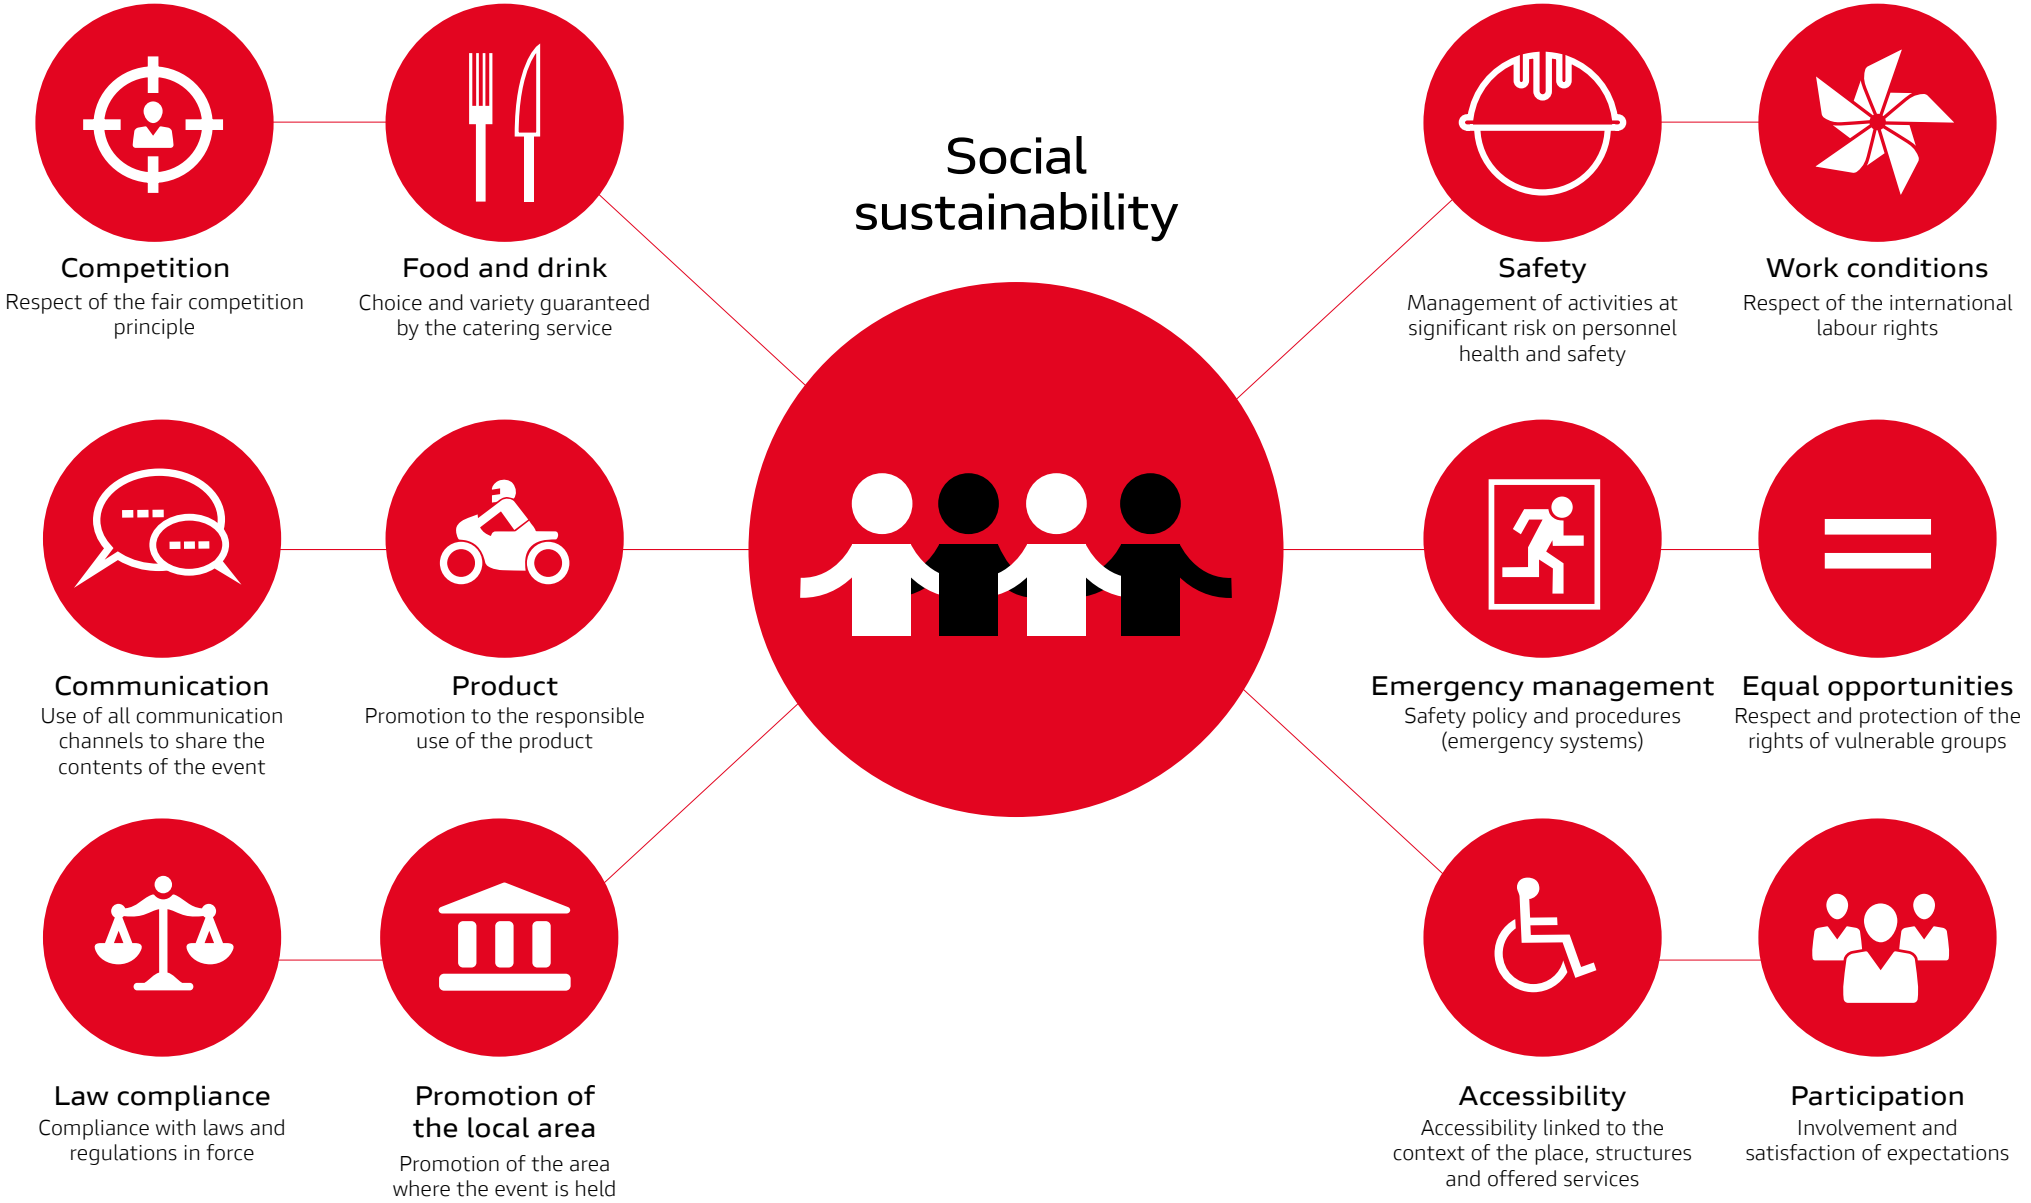 Social
sustainability
Competition
Respect of the fair competition
principle
Food and drink
Choice and variety guaranteed
by the catering service
Safety
Management of activities at
significant risk on personnel
health and safety
Work conditions
Respect of the international
labour rights
Communication
Use of all communication
channels to share the
contents of the event
Product
Promotion to the responsible
use of the product
Emergency management
Safety policy and procedures
(emergency systems)
Equal opportunities
Respect and protection of the
rights of vulnerable groups
Law compliance
Compliance with laws and
regulations in force
Promotion of
the local area
Promotion of the area
where the event is held
Accessibility
Accessibility linked to the
context of the place, structures
and offered services
Participation
Involvement and
satisfaction of expectations